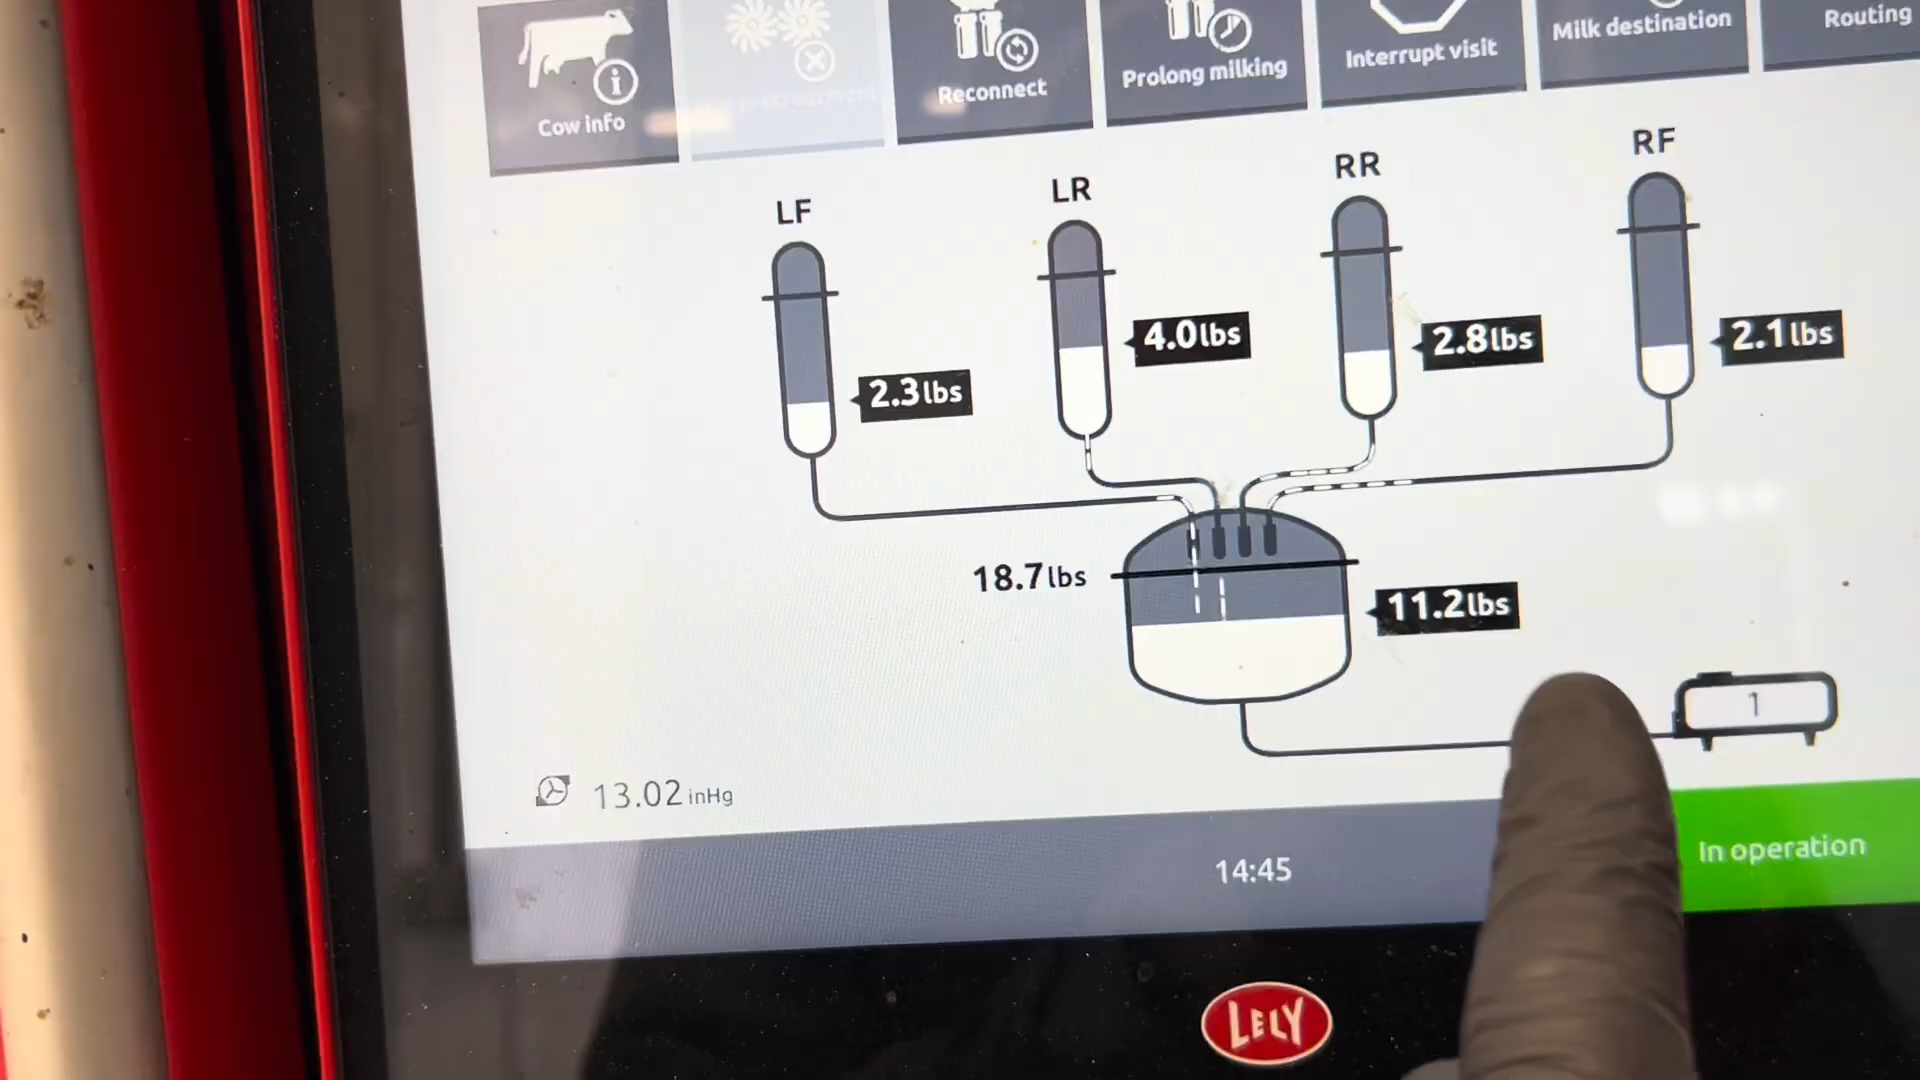 Cow info
pretreatment
Reconnect
Prolong milking
Interrupt visit
Milk destination
Routing
LF
LR
RR
RF
2.3lbs
4.0lbs
2.8lbs
2.1lbs
18.7lbs
11.2lbs
1
13.02 inHg
14:45
In operation
LELY